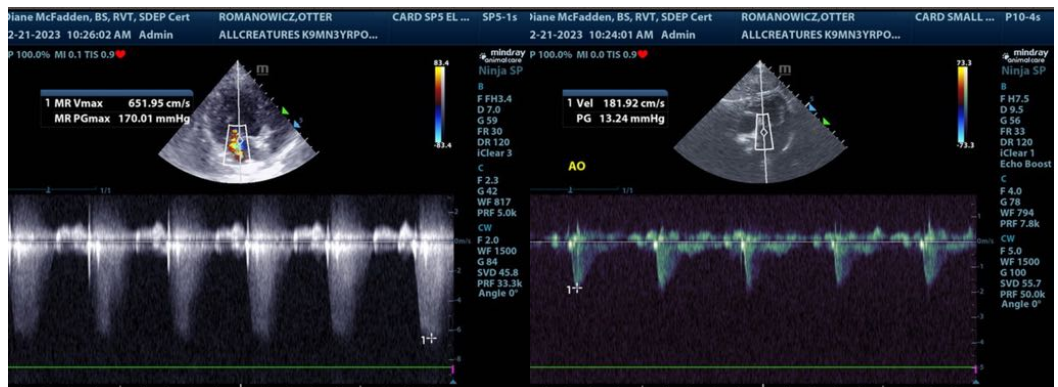 Diane McFadden, BS, RVT, SDEP Cert ROMANOWICZ,OTTER CARD SP5 EL ... SP5-1s
2-21-2023 10:26:02 AM Admin ALLCREATURES K9MN3YRPO...
P 100.0% MI 0.1 TIS 0.9
mindray
animal care
Ninja SP
1 MR Vmax 651.95 cm/s
MR PGmax 170.01 mmHg
83.4
-83.4
B
F FH3.4
D 7.0
G 59
FR 30
DR 120
iClear 3
C
F 2.3
G 42
WF 817
PRF 5.0k
CW
F 2.0
WF 1500
G 84
SVD 45.8
PRF 33.3k
Angle 0°
1/1
1
Diane McFadden, BS, RVT, SDEP Cert ROMANOWICZ,OTTER CARD SMALL ... P10-4s
2-21-2023 10:24:01 AM Admin ALLCREATURES K9MN3YRPO...
P 100.0% MI 0.0 TIS 0.9
mindray
animal care
Ninja SP
1 Vel 181.92 cm/s
PG 13.24 mmHg
73.3
-73.3
AO
B
F H7.5
D 9.5
G 56
FR 33
DR 120
iClear 1
Echo Boost
C
F 4.0
G 78
WF 794
PRF 7.8k
CW
F 5.0
WF 1500
G 100
SVD 55.7
PRF 50.0k
Angle 0°
1/1
1